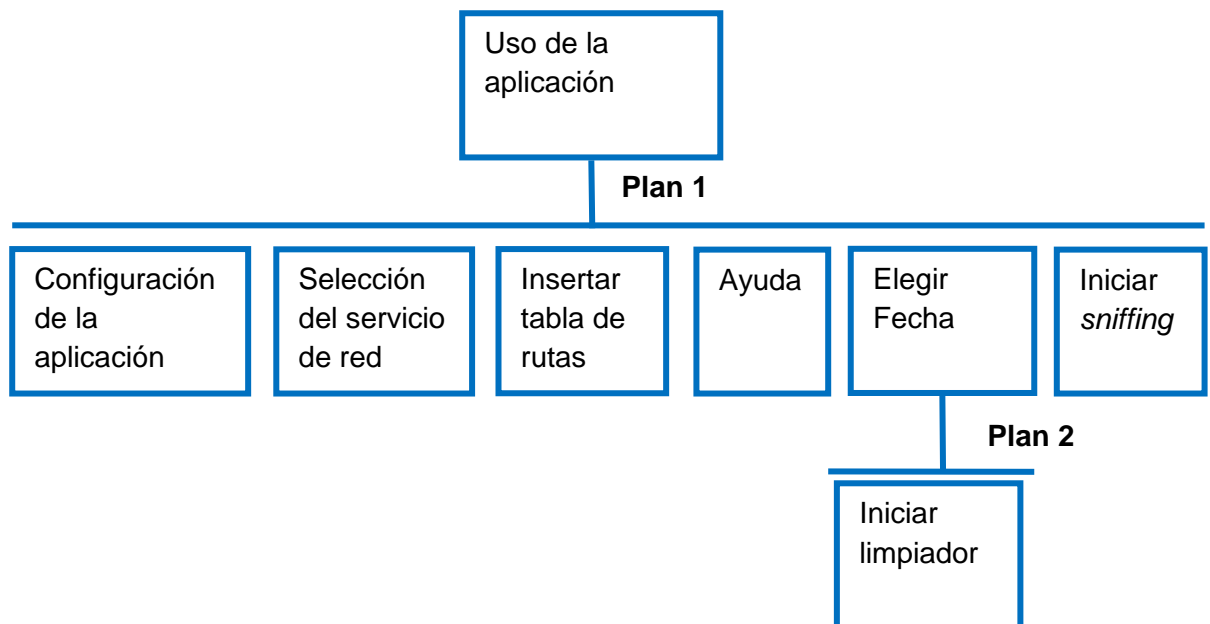 Uso de la
aplicación
Plan 1
Configuración
de la
aplicación
Selección
del servicio
de red
Insertar
tabla de
rutas
Ayuda
Elegir
Fecha
Iniciar
sniffing
Plan 2
Iniciar
limpiador